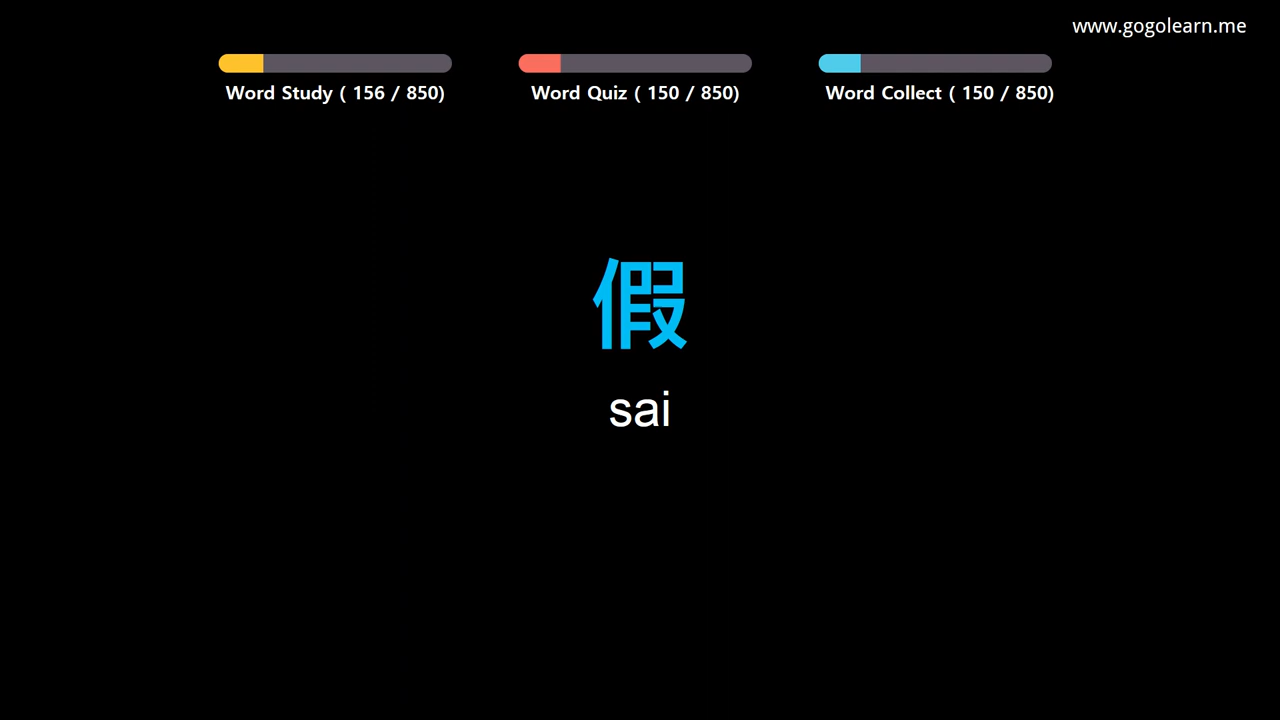 www.gogolearn.me
Word Study ( 156 / 850)
Word Quiz ( 150 / 850)
Word Collect ( 150 / 850)
假
sai